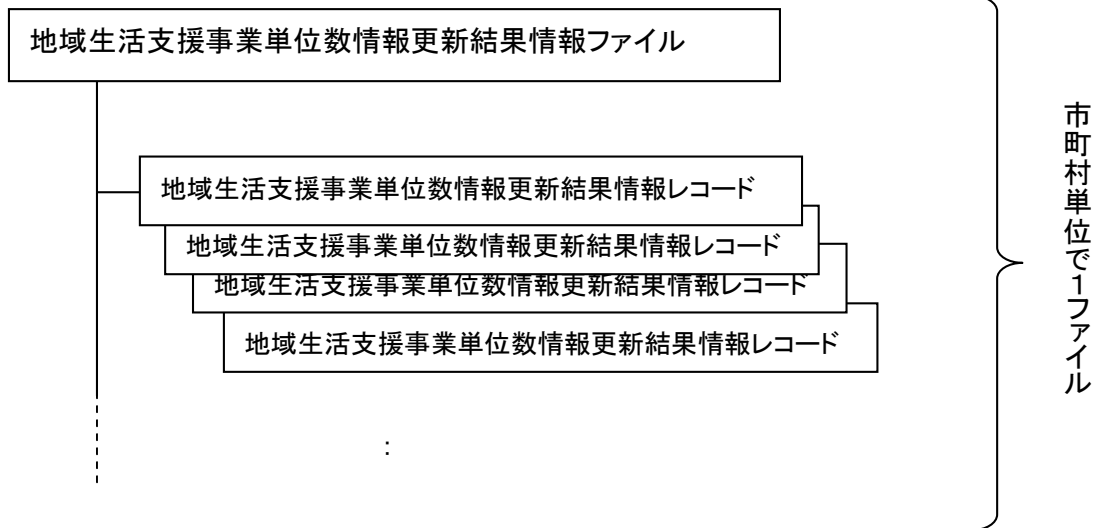 地域生活支援事業単位数情報更新結果情報ファイル
地域生活支援事業単位数情報更新結果情報レコード
地域生活支援事業単位数情報更新結果情報レコード
地域生活支援事業単位数情報更新結果情報レコード
地域生活支援事業単位数情報更新結果情報レコード
:
市町村単位で1ファイル